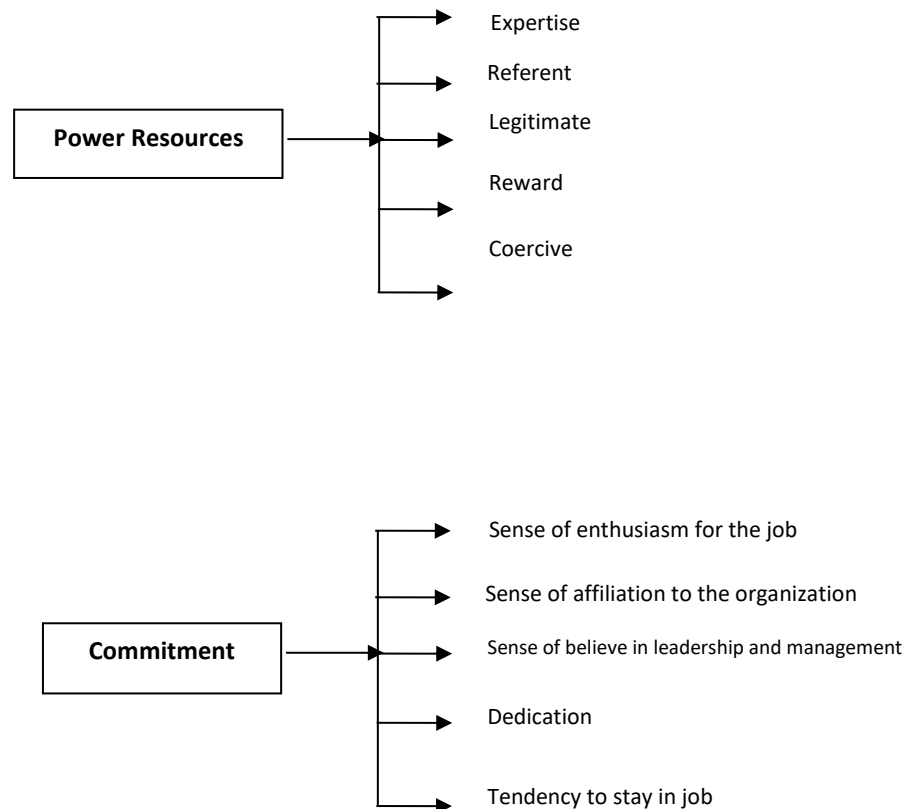 Expertise
Referent
Legitimate
Power Resources
Reward
Coercive
Sense of enthusiasm for the job
Sense of affiliation to the organization
Commitment
Sense of believe in leadership and management
Dedication
Tendency to stay in job